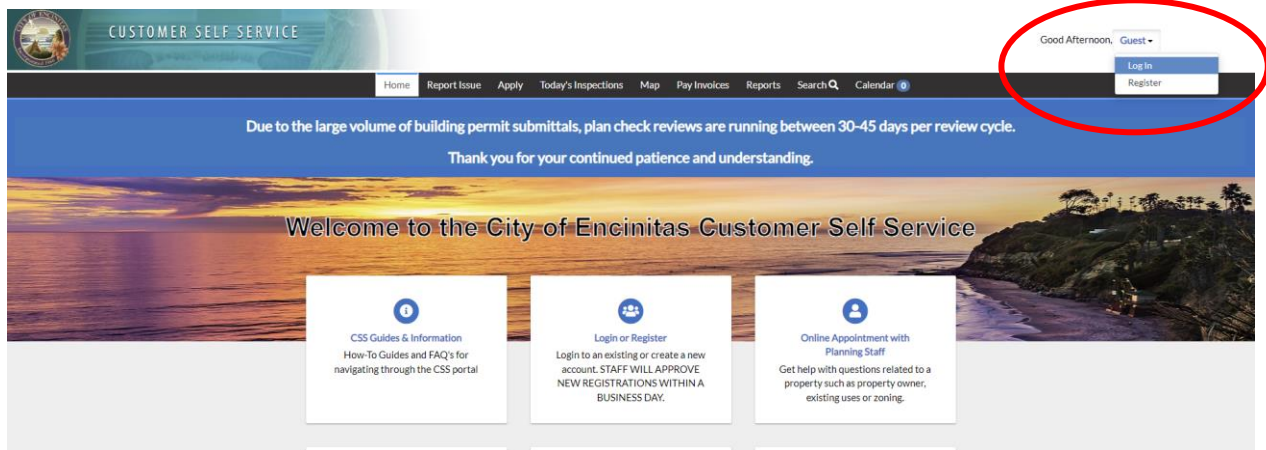 CUSTOMER SELF SERVICE
Good Afternoon, Guest
Log In
Register
Home Report Issue Apply Today's Inspections Map Pay Invoices Reports Search Calendar 0
Due to the large volume of building permit submittals, plan check reviews are running between 30-45 days per review cycle.
Thank you for your continued patience and understanding.
Welcome to the City of Encinitas Customer Self Service
CSS Guides & Information
How-To Guides and FAQ's for
navigating through the CSS portal
Login or Register
Login to an existing or create a new
account. STAFF WILL APPROVE
NEW REGISTRATIONS WITHIN A
BUSINESS DAY.
Online Appointment with
Planning Staff
Get help with questions related to a
property such as property owner,
existing uses or zoning.